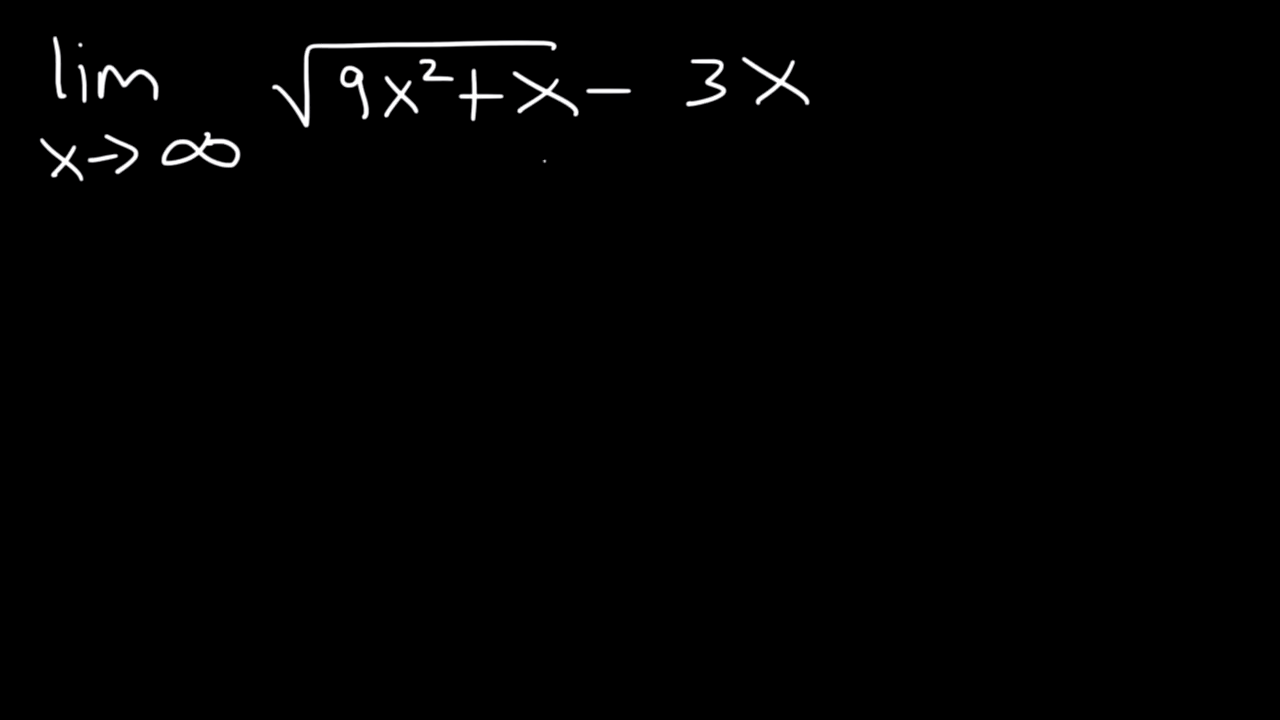 lim √(9x²+x) - 3x
x→∞